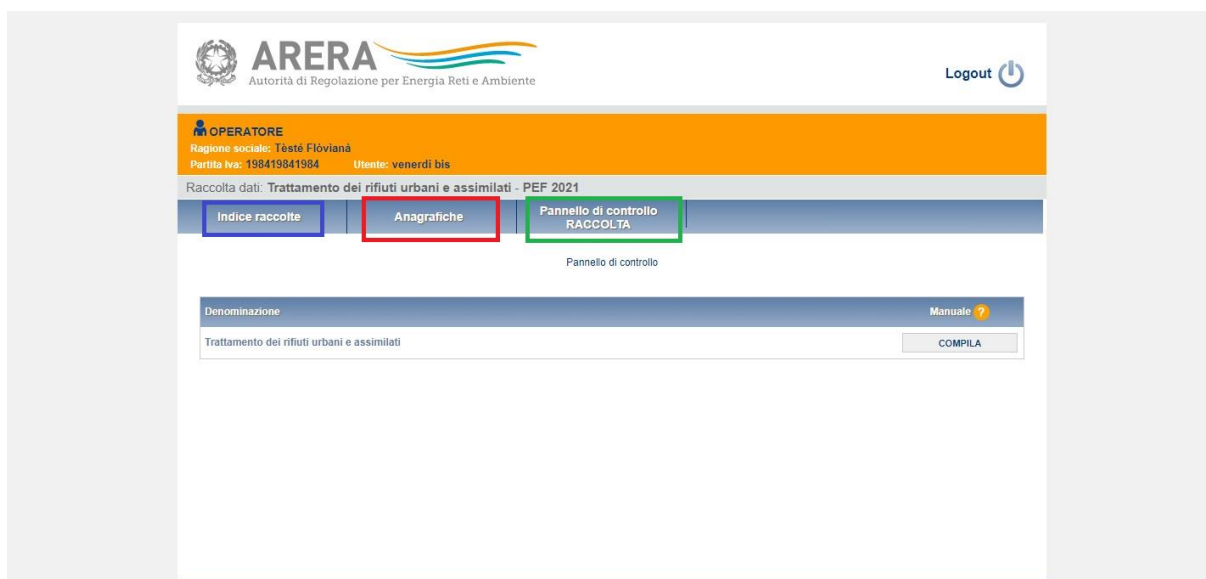 ARERA
Autorità di Regolazione per Energia Reti e Ambiente
Logout
OPERATORE
Ragione sociale: Tèsté Flòvianà
Partita Iva: 198419841984 Utente: venerdi bis
Raccolta dati: Trattamento dei rifiuti urbani e assimilati - PEF 2021
Indice raccolte
Anagrafiche
Pannello di controllo
RACCOLTA
Pannello di controllo
Denominazione
Manuale ?
Trattamento dei rifiuti urbani e assimilati
COMPILA